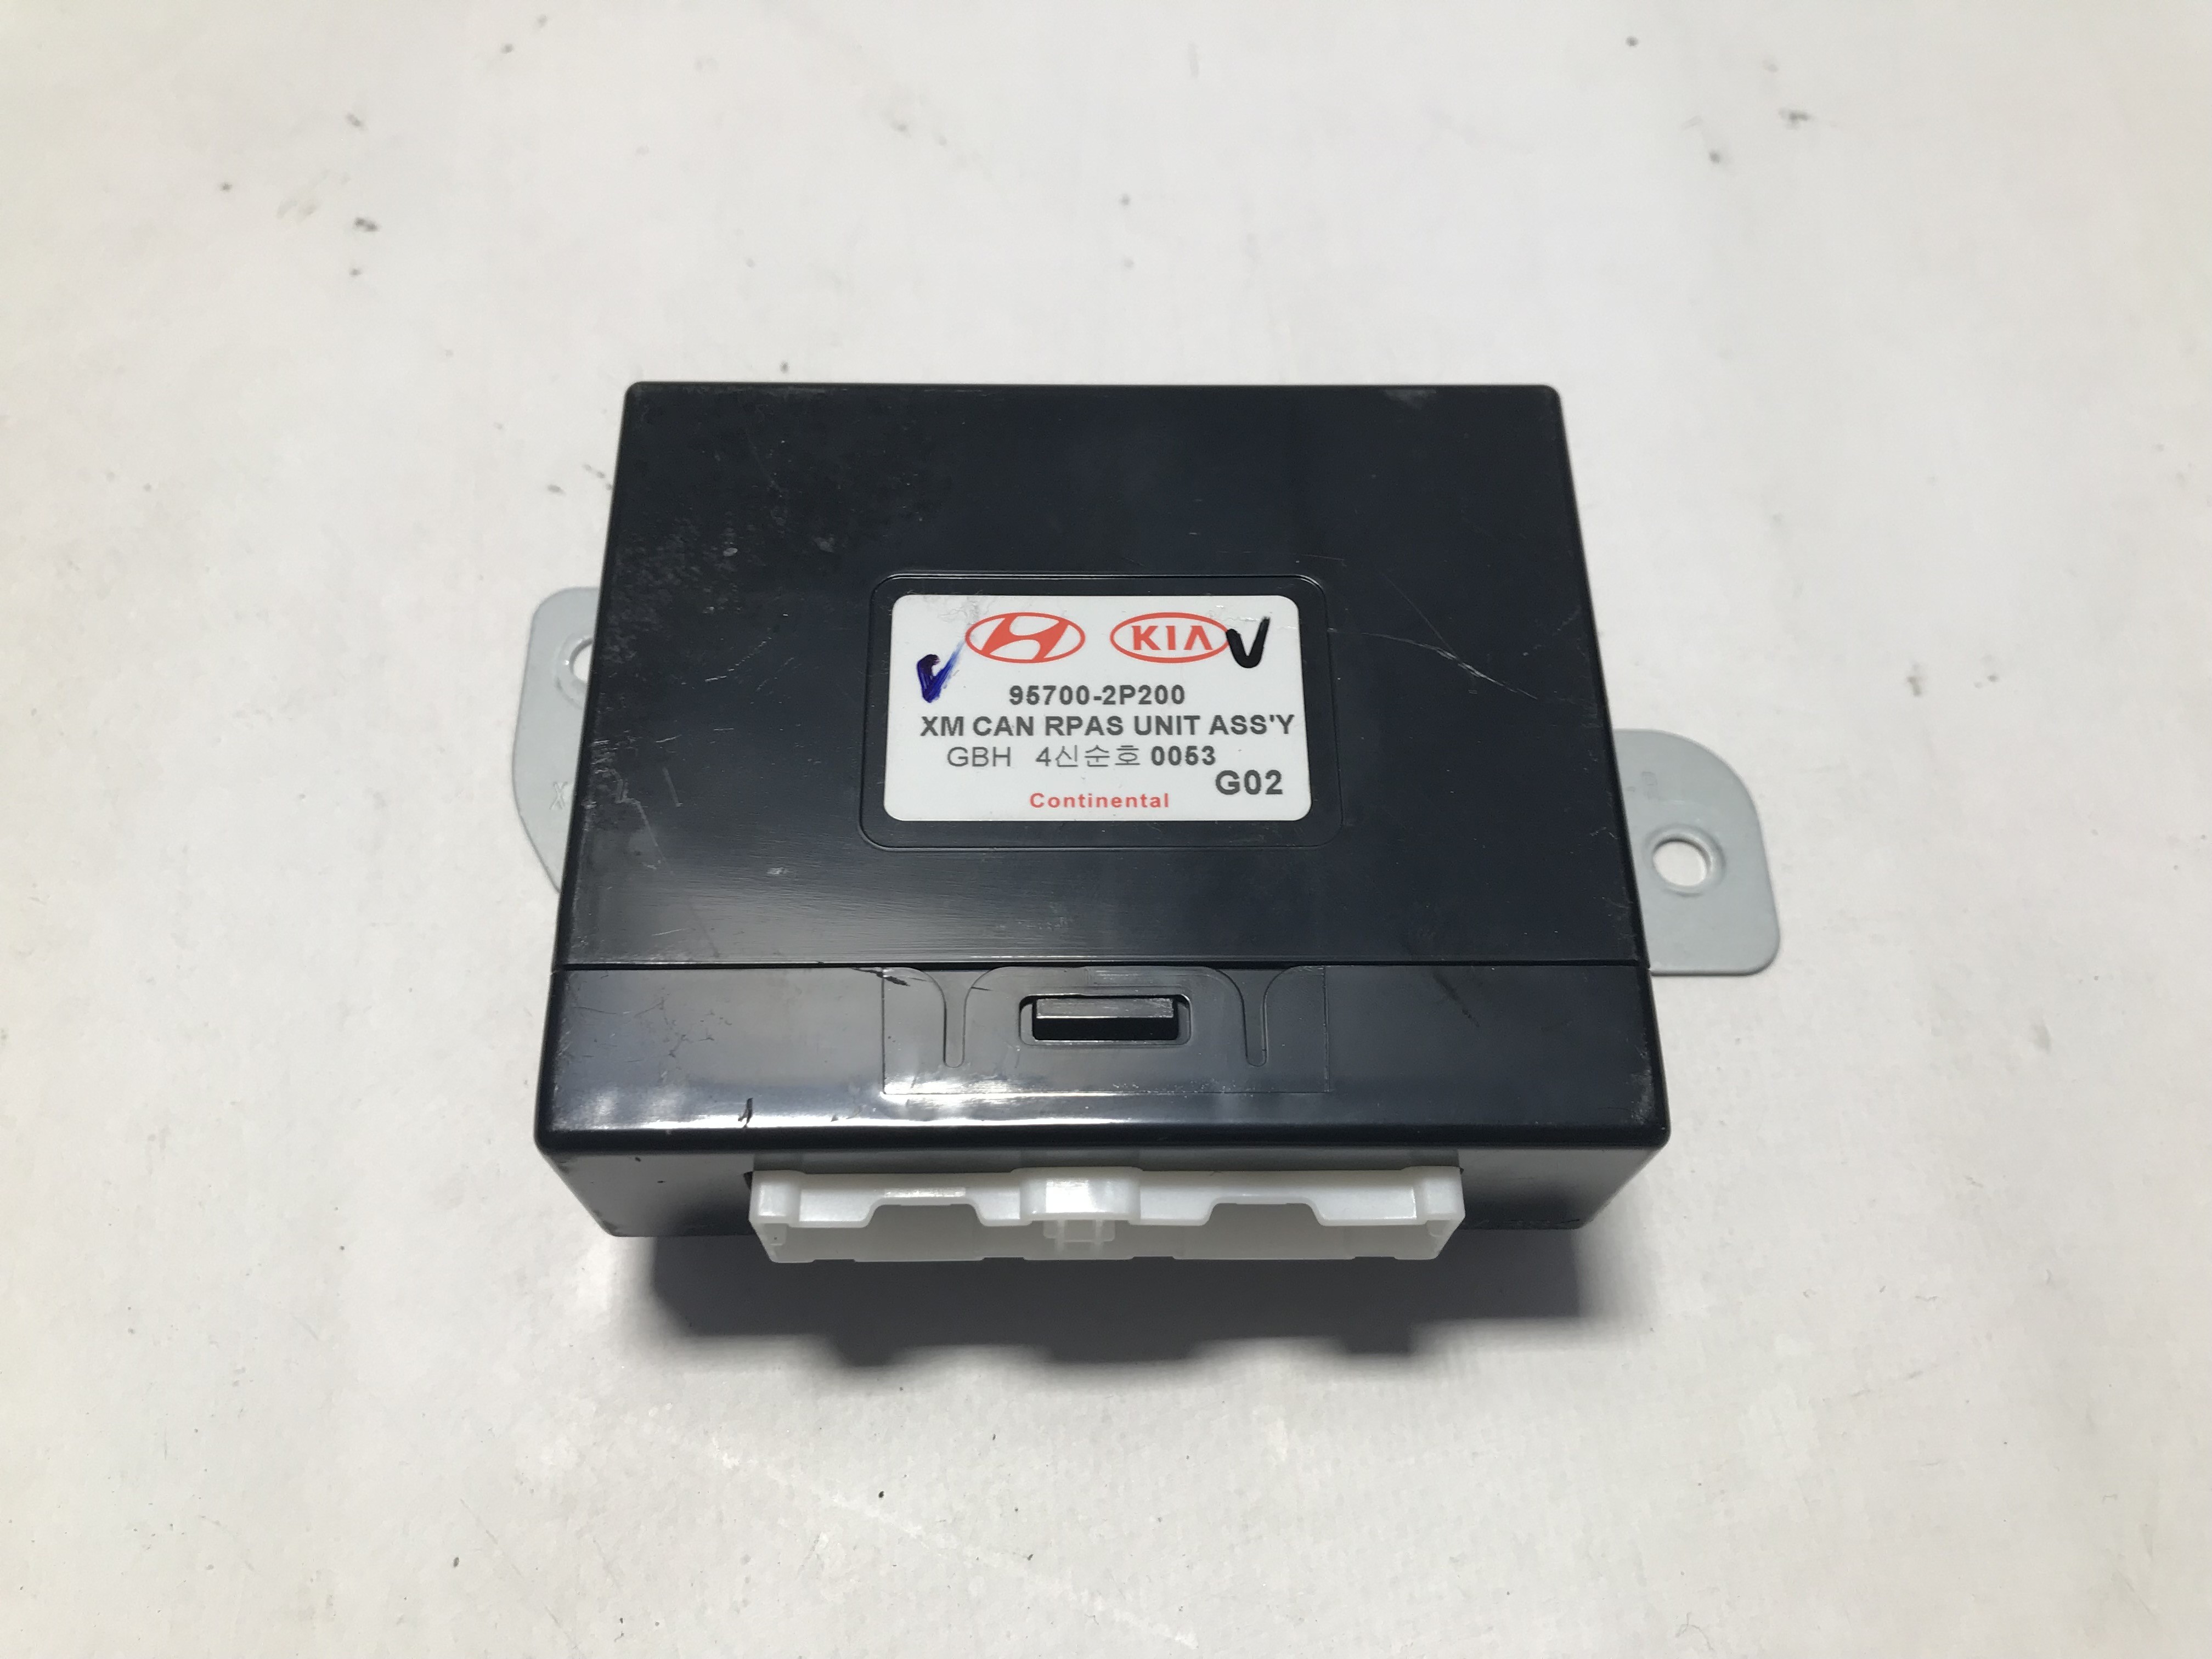 KIA
95700-2P200
XM CAN RPAS UNIT ASS'Y
GBH 4신순호 0053
G02
Continental